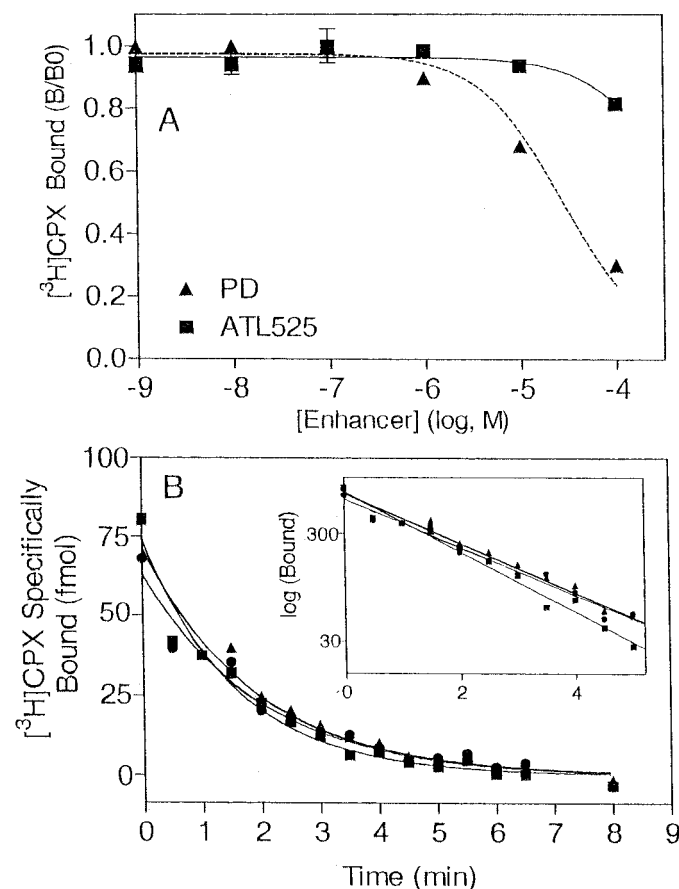 [³H]CPX Bound (B/B0)
1.0
0.8
0.6
0.4
0.2
0.0
A
PD
ATL525
-9 -8 -7 -6 -5 -4
[Enhancer] (log, M)
[³H]CPX Specifically
Bound (fmol)
100
75
50
25
0
B
log (Bound)
300
30
0 2 4
0 1 2 3 4 5 6 7 8 9
Time (min)